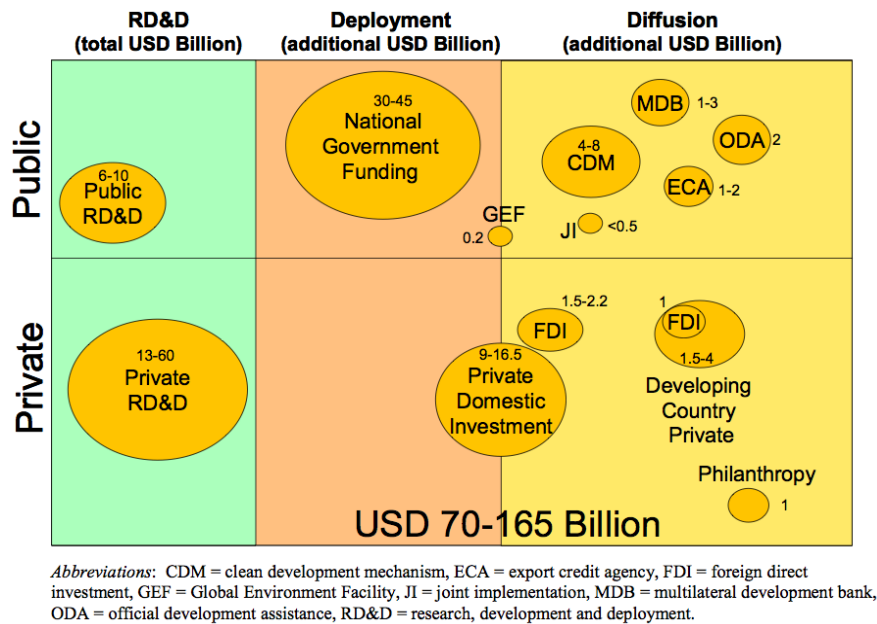 RD&D
(total USD Billion)
Deployment
(additional USD Billion)
Diffusion
(additional USD Billion)
Public
6-10
Public
RD&D
30-45
National
Government
Funding
GEF
0.2
4-8
CDM
MDB
1-3
ODA
2
ECA
1-2
JI
<0.5
Private
13-60
Private
RD&D
9-16.5
Private
Domestic
Investment
1.5-2.2
FDI
1
FDI
1.5-4
Developing
Country
Private
Philanthropy
1
USD 70-165 Billion
Abbreviations: CDM = clean development mechanism, ECA = export credit agency, FDI = foreign direct
investment, GEF = Global Environment Facility, JI = joint implementation, MDB = multilateral development bank,
ODA = official development assistance, RD&D = research, development and deployment.